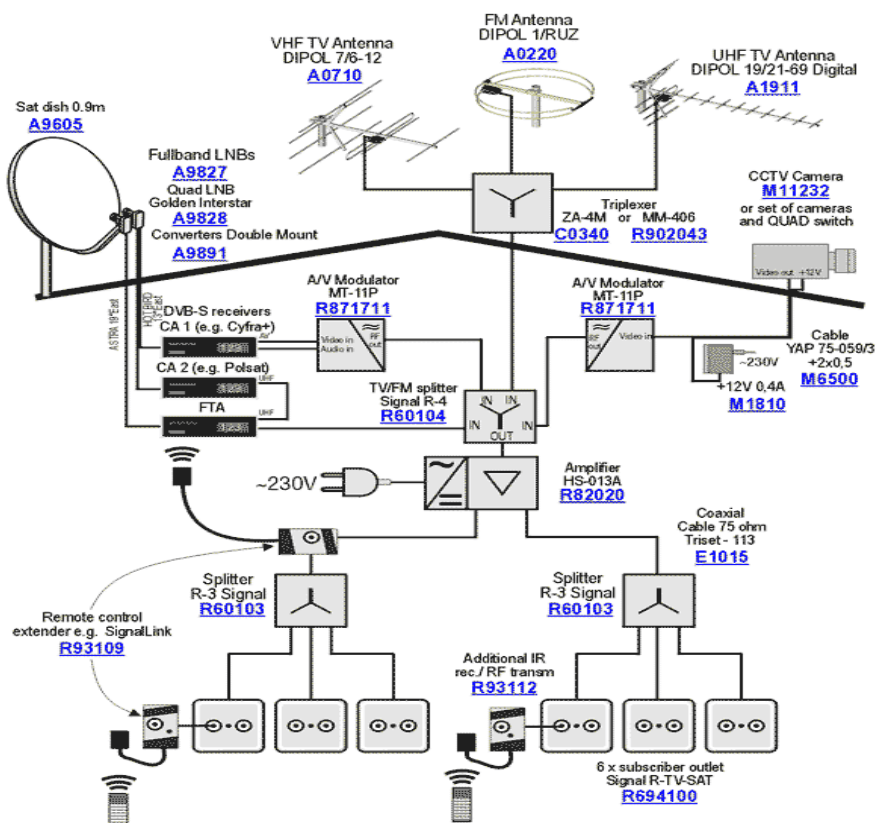 FM Antenna
DIPOL 1/RUZ
A0220
VHF TV Antenna
DIPOL 7/6-12
A0710
UHF TV Antenna
DIPOL 19/21-69 Digital
A1911
Sat dish 0.9m
A9605
Fullband LNBs
A9827
Quad LNB
Golden Interstar
A9828
Converters Double Mount
A9891
Triplexer
ZA-4M or MM-406
C0340 R902043
CCTV Camera
M11232
or set of cameras
and QUAD switch
Video out +12V
ASTRA 19°East
HOT BIRD
13°East
DVB-S receivers
CA 1 (e.g. Cyfra+)
AV
CA 2 (e.g. Polsat)
UHF
FTA
UHF
A/V Modulator
MT-11P
R871711
Video in
Audio in
RF
out
A/V Modulator
MT-11P
R871711
RF
out
Video in
~230V
+12V 0,4A
M1810
Cable
YAP 75-059/3
+2x0,5
M6500
TV/FM splitter
Signal R-4
R60104
IN IN
IN IN
OUT
~230V
Amplifier
HS-013A
R82020
Coaxial
Cable 75 ohm
Triset - 113
E1015
Splitter
R-3 Signal
R60103
Splitter
R-3 Signal
R60103
Remote control
extender e.g. SignalLink
R93109
Additional IR
rec./ RF transm
R93112
6 x subscriber outlet
Signal R-TV-SAT
R694100